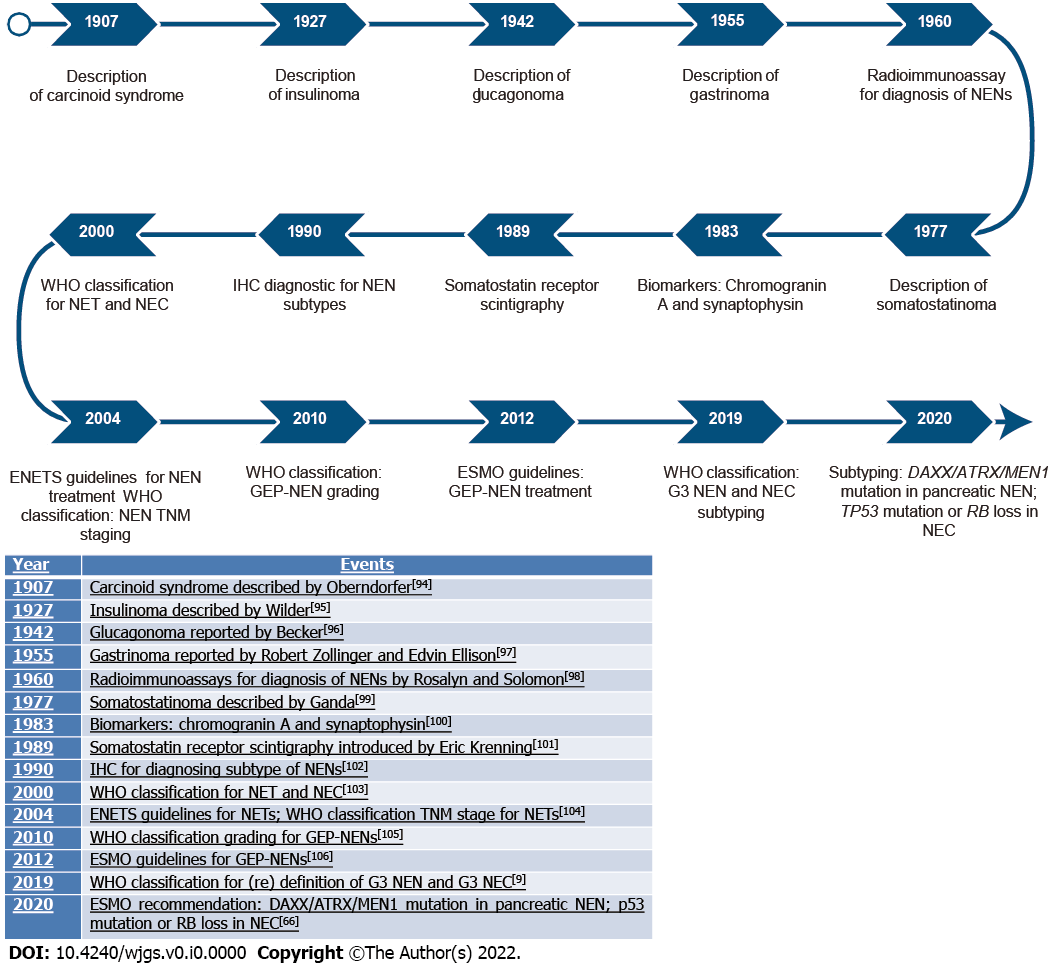 1907
1927
1942
1955
1960
Description
of carcinoid syndrome
Description
of insulinoma
Description of
glucagonoma
Description of
gastrinoma
Radioimmunoassay
for diagnosis of NENs
2000
1990
1989
1983
1977
WHO classification
for NET and NEC
IHC diagnostic for NEN
subtypes
Somatostatin receptor
scintigraphy
Biomarkers: Chromogranin
A and synaptophysin
Description of
somatostatinoma
2004
2010
2012
2019
2020
ENETS guidelines for NEN
treatment WHO
classification: NEN TNM
staging
WHO classification:
GEP-NEN grading
ESMO guidelines:
GEP-NEN treatment
WHO classification:
G3 NEN and NEC
subtyping
Subtyping: DAXX/ATRX/MEN1
mutation in pancreatic NEN;
TP53 mutation or RB loss in
NEC
Year Events
1907 Carcinoid syndrome described by Oberndorfer[94]
1927 Insulinoma described by Wilder[95]
1942 Glucagonoma reported by Becker[96]
1955 Gastrinoma reported by Robert Zollinger and Edvin Ellison[97]
1960 Radioimmunoassays for diagnosis of NENs by Rosalyn and Solomon[98]
1977 Somatostatinoma described by Ganda[99]
1983 Biomarkers: chromogranin A and synaptophysin[100]
1989 Somatostatin receptor scintigraphy introduced by Eric Krenning[101]
1990 IHC for diagnosing subtype of NENs[102]
2000 WHO classification for NET and NEC[103]
2004 ENETS guidelines for NETs; WHO classification TNM stage for NETs[104]
2010 WHO classification grading for GEP-NENs[105]
2012 ESMO guidelines for GEP-NENs[106]
2019 WHO classification for (re) definition of G3 NEN and G3 NEC[9]
2020 ESMO recommendation: DAXX/ATRX/MEN1 mutation in pancreatic NEN; p53
mutation or RB loss in NEC[66]
DOI: 10.4240/wjgs.v0.i0.0000 Copyright ©The Author(s) 2022.